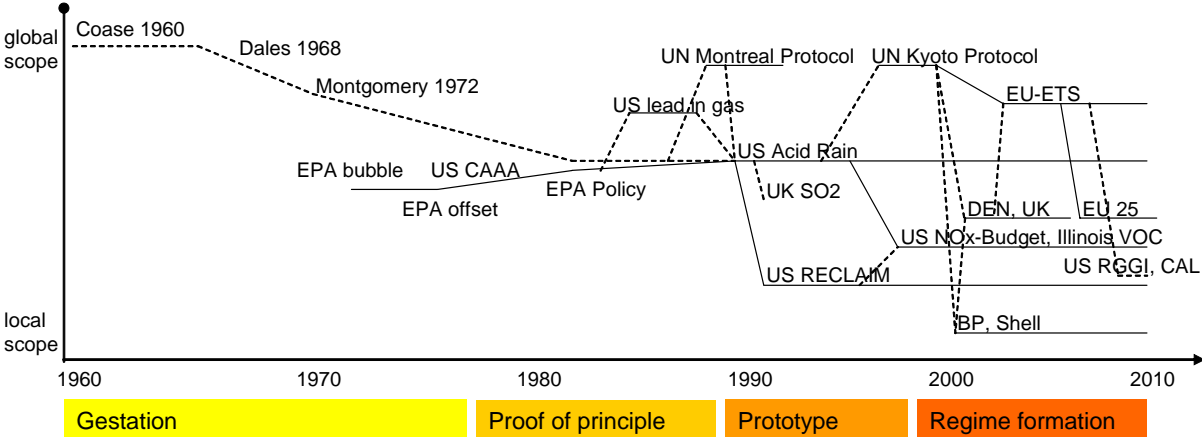 global
scope
Coase 1960
Dales 1968
Montgomery 1972
UN Montreal Protocol
UN Kyoto Protocol
US lead in gas
EU-ETS
US Acid Rain
EPA bubble
US CAAA
EPA Policy
UK SO2
EPA offset
DEN, UK
EU 25
US NOx-Budget, Illinois VOC
US RECLAIM
US RGGI, CAL
local
scope
BP, Shell
1960
1970
1980
1990
2000
2010
Gestation
Proof of principle
Prototype
Regime formation